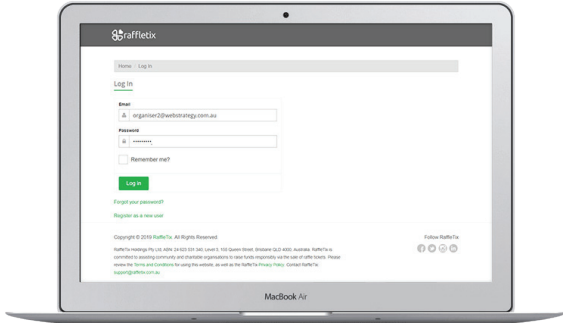 raffletix
Home Log In
Log In
Email
organiser2@webstrategy.com.au
Password
•••••••••
Remember me?
Log in
Forgot your password?
Register as a new user
Copyright © 2019 RaffleTix. All Rights Reserved
Follow RaffleTix
RaffleTix Holdings Pty Ltd, ABN: 24 623 531 340, Level 5, 150 Queen Street, Brisbane QLD 4000, Australia. RaffleTix is
committed to assisting community and charitable organisations to raise funds responsibly via the sale of raffle tickets. Please
review the Terms and Conditions for using this website, as well as the RaffleTix Privacy Policy. Contact RaffleTix:
support@raffletix.com.au
MacBook Air